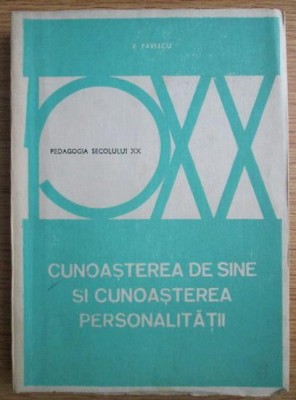 V. PAVELCU
PEDAGOGIA SECOLULUI XX
CUNOAȘTEREA DE SINE
ȘI CUNOAȘTEREA
PERSONALITĂȚII